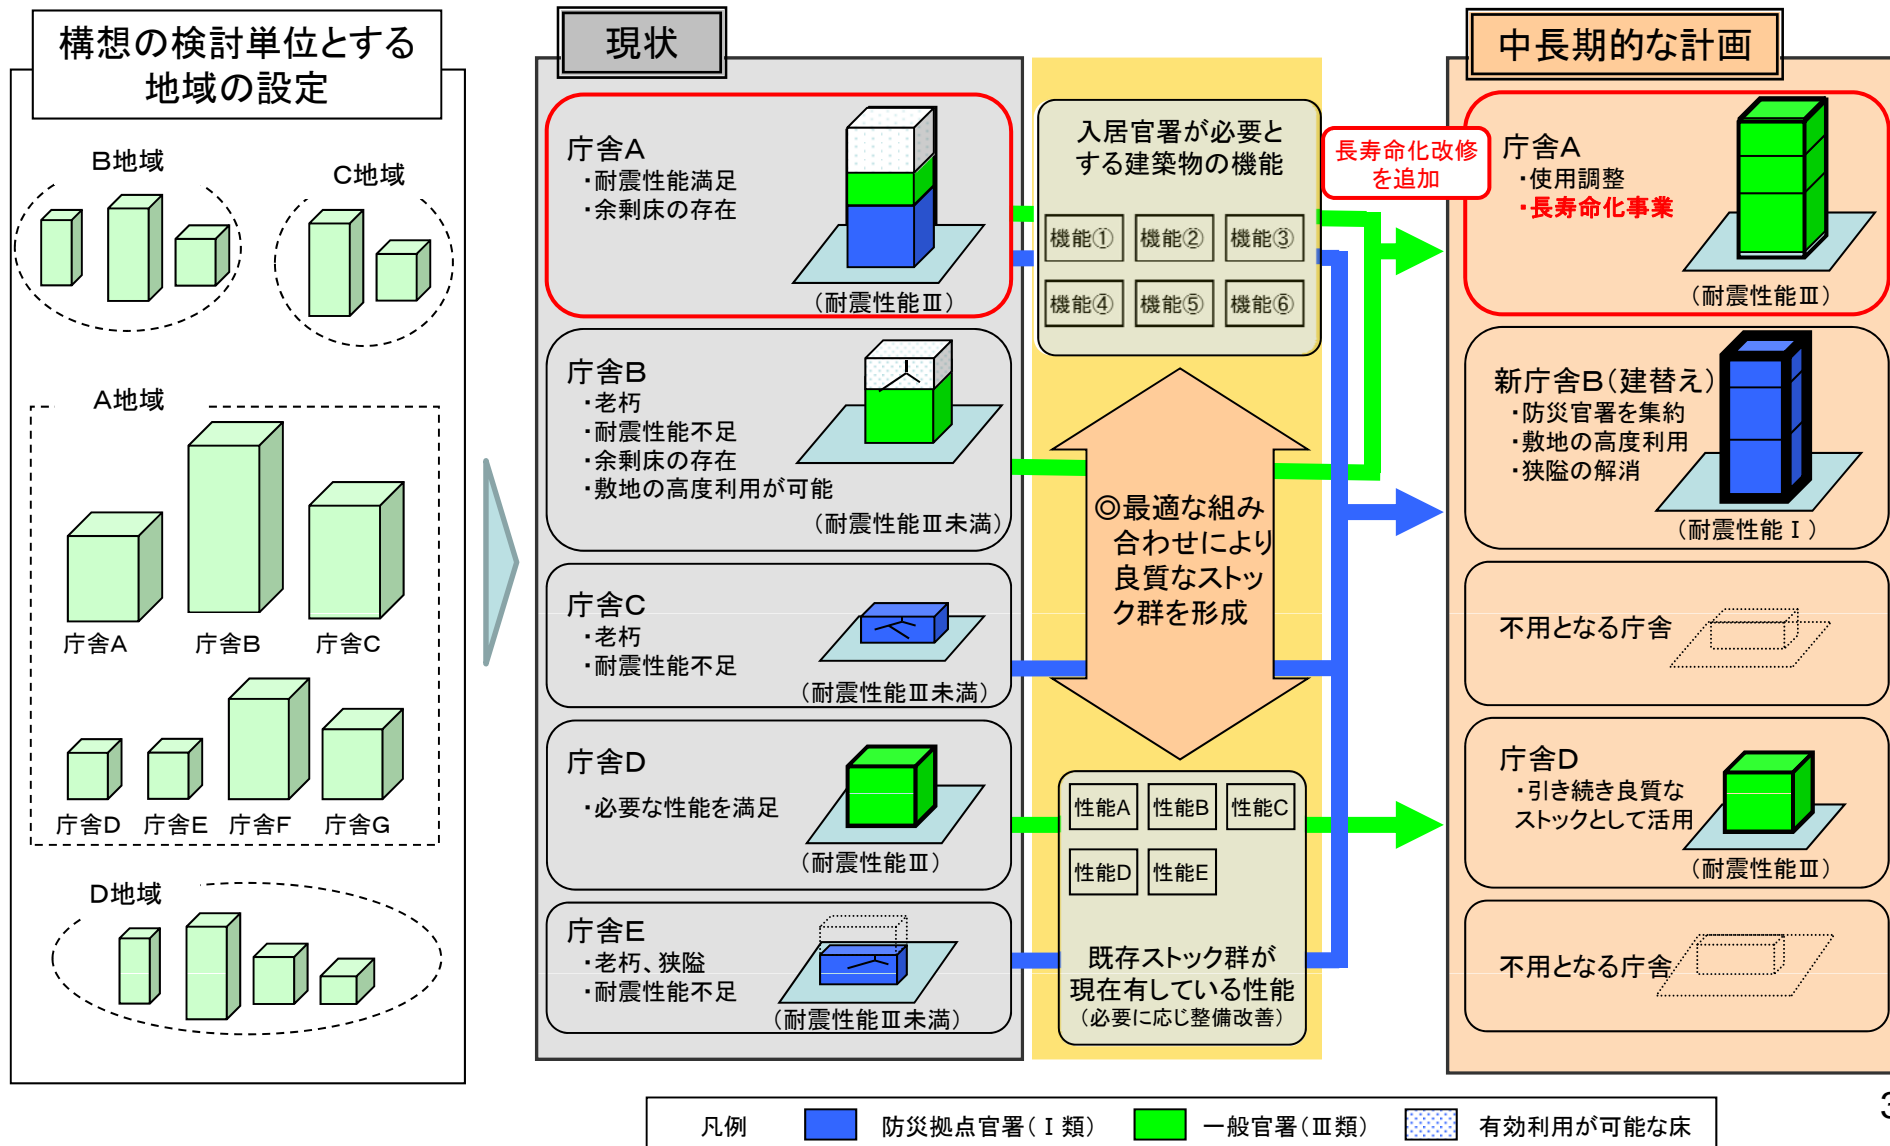 構想の検討単位とする
地域の設定
B地域
C地域
A地域
庁舎A
庁舎B
庁舎C
庁舎D
庁舎E
庁舎F
庁舎G
D地域
現状
庁舎A
・耐震性能満足
・余剰床の存在
（耐震性能Ⅲ）
庁舎B
・老朽
・耐震性能不足
・余剰床の存在
・敷地の高度利用が可能
（耐震性能Ⅲ未満）
庁舎C
・老朽
・耐震性能不足
（耐震性能Ⅲ未満）
庁舎D
・必要な性能を満足
（耐震性能Ⅲ）
庁舎E
・老朽、狭隘
・耐震性能不足
（耐震性能Ⅲ未満）
入居官署が必要と
する建築物の機能
機能①
機能②
機能③
機能④
機能⑤
機能⑥
◎最適な組み
合わせにより
良質なストッ
ク群を形成
性能A
性能B
性能C
性能D
性能E
既存ストック群が
現在有している性能
（必要に応じ整備改善）
長寿命化改修
を追加
中長期的な計画
庁舎A
・使用調整
・長寿命化事業
（耐震性能Ⅲ）
新庁舎B（建替え）
・防災官署を集約
・敷地の高度利用
・狭隘の解消
（耐震性能Ⅰ）
不用となる庁舎
庁舎D
・引き続き良質な
ストックとして活用
（耐震性能Ⅲ）
不用となる庁舎
凡例
防災拠点官署（Ⅰ類）
一般官署（Ⅲ類）
有効利用が可能な床
3